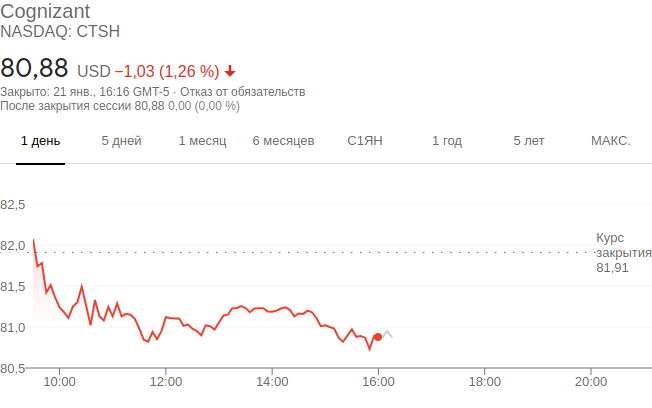 Cognizant
NASDAQ: CTSH
80,88 USD −1,03 (1,26 %)
Закрыто: 21 янв., 16:16 GMT-5 · Отказ от обязательств
После закрытия сессии 80,88 0,00 (0,00 %)
1 день 5 дней 1 месяц 6 месяцев С1ЯН 1 год 5 лет МАКС.
82,5
82,0
81,5
81,0
80,5
Курс
закрытия
81,91
10:00 12:00 14:00 16:00 18:00 20:00